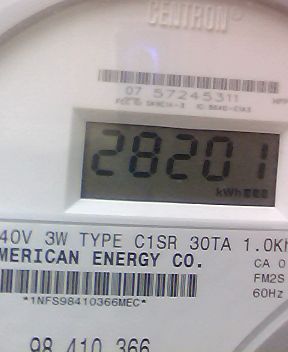 CENTRON®
07 57245311
28201
kWh
40V 3W TYPE C1SR 30TA 1.0Kh
MERICAN ENERGY CO.
CA 0
FM2S
*1NFS98410366MEC*
60Hz
98 410 366